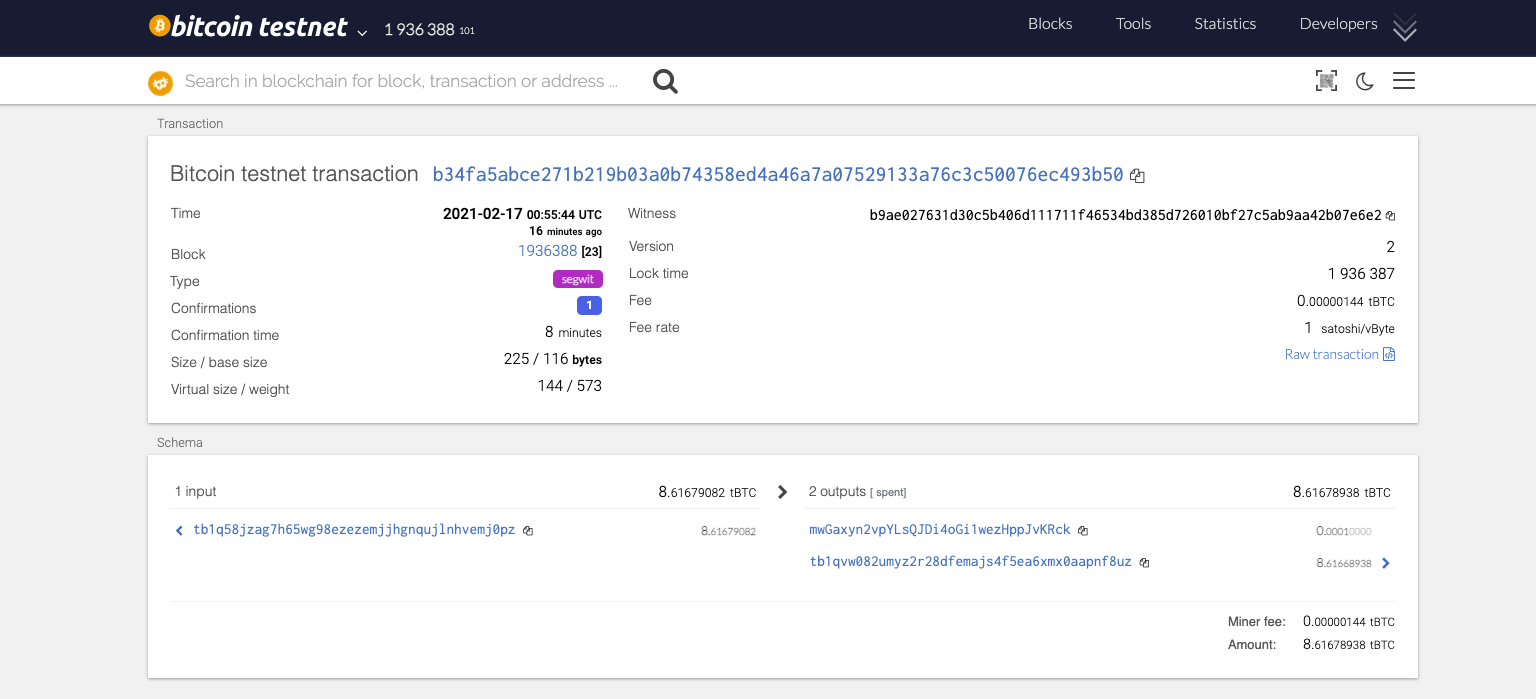 bitcoin testnet 1 936 388 101 Blocks Tools Statistics Developers
Search in blockchain for block, transaction or address ...
Transaction
Bitcoin testnet transaction b34fa5abce271b219b03a0b74358ed4a46a7a07529133a76c3c50076ec493b50
Time 2021-02-17 00:55:44 UTC
16 minutes ago
Block 1936388 [23]
Type segwit
Confirmations 1
Confirmation time 8 minutes
Size / base size 225 / 116 bytes
Virtual size / weight 144 / 573
Witness b9ae027631d30c5b406d111711f46534bd385d726010bf27c5ab9aa42b07e6e2
Version 2
Lock time 1 936 387
Fee 0.00000144 tBTC
Fee rate 1 satoshi/vByte
Raw transaction
Schema
1 input 8.61679082 tBTC
tb1q58jzag7h65wg98ezezemjjhgnqujlnhvemj0pz 8.61679082
2 outputs [ spent] 8.61678938 tBTC
mwGaxyn2vpYLsQJDi4oGi1wezHppJvKRck 0.00010000
tb1qvw082umyz2r28dfemajs4f5ea6xmx0aapnf8uz 8.61668938
Miner fee: 0.00000144 tBTC
Amount: 8.61678938 tBTC